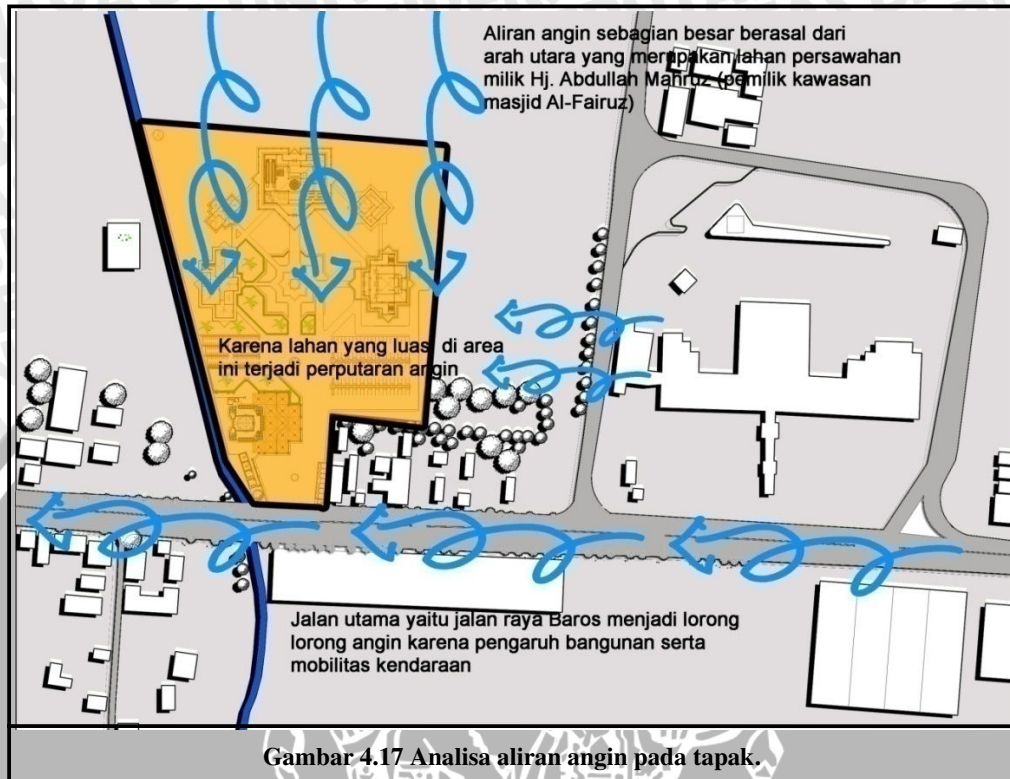 Aliran angin sebagian besar berasal dari
arah utara yang merupakan lahan persawahan
milik Hj. Abdullah Mahruz (pemilik kawasan
masjid Al-Fairuz)
Karena lahan yang luas, di area
ini terjadi perputaran angin
Jalan utama yaitu jalan raya Baros menjadi lorong
lorong angin karena pengaruh bangunan serta
mobilitas kendaraan
Gambar 4.17 Analisa aliran angin pada tapak.